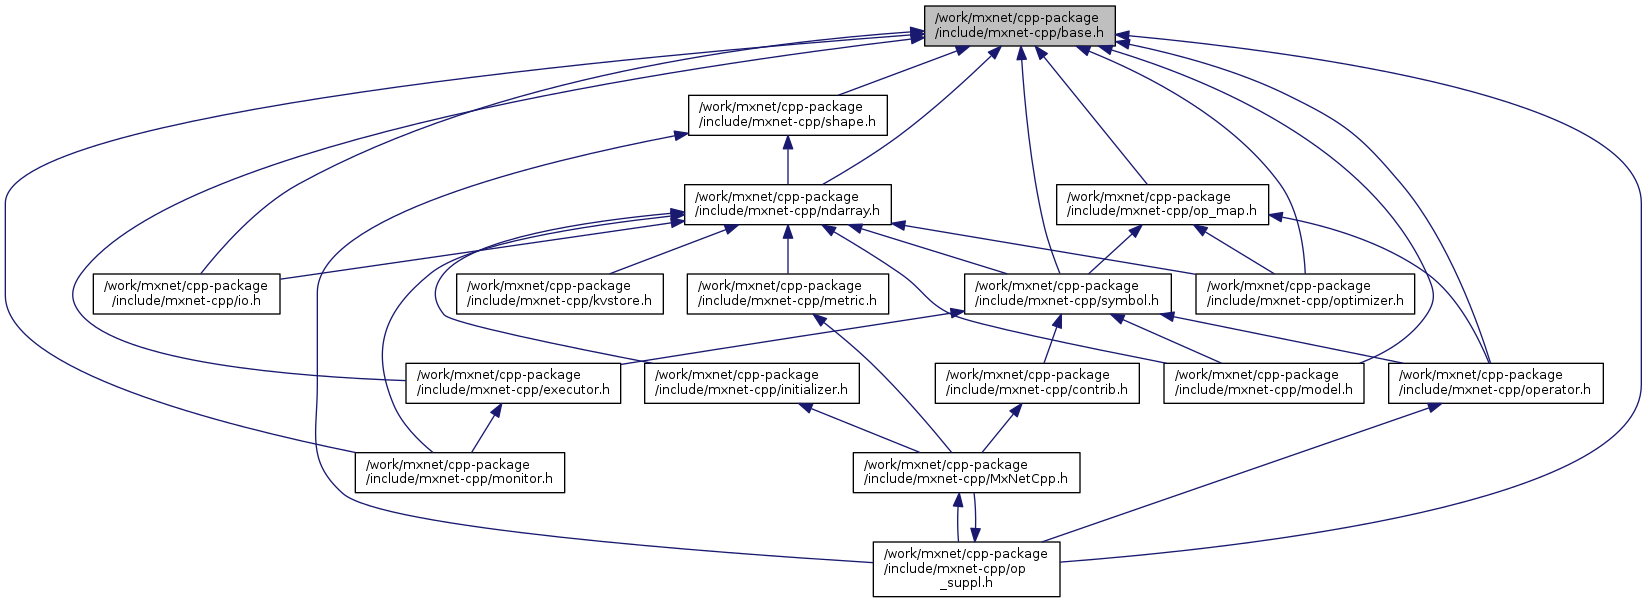 /work/mxnet/cpp-package
/include/mxnet-cpp/base.h
/work/mxnet/cpp-package
/include/mxnet-cpp/shape.h
/work/mxnet/cpp-package
/include/mxnet-cpp/ndarray.h
/work/mxnet/cpp-package
/include/mxnet-cpp/op_map.h
/work/mxnet/cpp-package
/include/mxnet-cpp/io.h
/work/mxnet/cpp-package
/include/mxnet-cpp/kvstore.h
/work/mxnet/cpp-package
/include/mxnet-cpp/metric.h
/work/mxnet/cpp-package
/include/mxnet-cpp/symbol.h
/work/mxnet/cpp-package
/include/mxnet-cpp/optimizer.h
/work/mxnet/cpp-package
/include/mxnet-cpp/executor.h
/work/mxnet/cpp-package
/include/mxnet-cpp/initializer.h
/work/mxnet/cpp-package
/include/mxnet-cpp/contrib.h
/work/mxnet/cpp-package
/include/mxnet-cpp/model.h
/work/mxnet/cpp-package
/include/mxnet-cpp/operator.h
/work/mxnet/cpp-package
/include/mxnet-cpp/monitor.h
/work/mxnet/cpp-package
/include/mxnet-cpp/MxNetCpp.h
/work/mxnet/cpp-package
/include/mxnet-cpp/op
_suppl.h